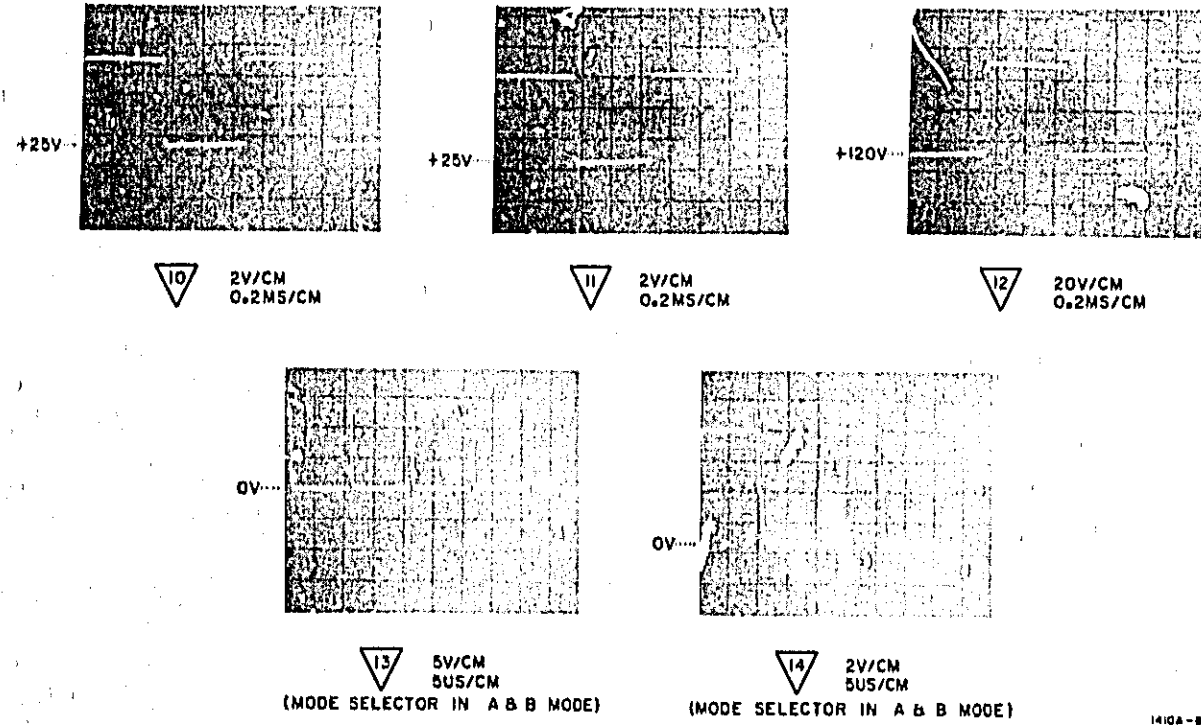 +25V
+25V
+120V
10 2V/CM
0.2MS/CM
11 2V/CM
0.2MS/CM
12 20V/CM
0.2MS/CM
0V
0V
13 5V/CM
5US/CM
(MODE SELECTOR IN A & B MODE)
14 2V/CM
5US/CM
(MODE SELECTOR IN A & B MODE)